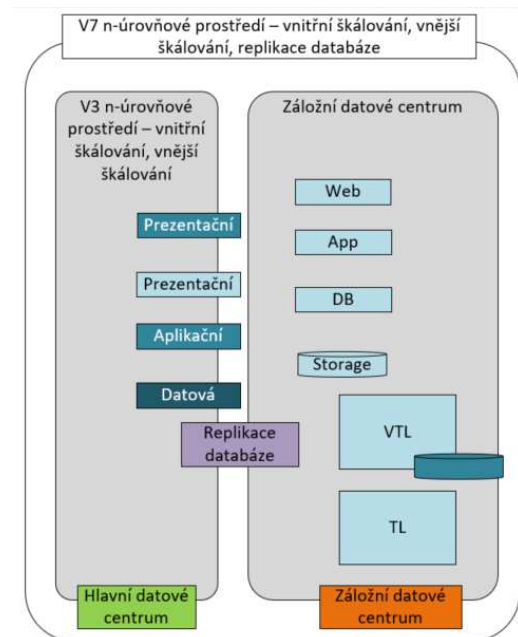 V7 n-úrovňové prostředí – vnitřní škálování, vnější
škálování, replikace databáze
V3 n-úrovňové
prostředí – vnitřní
škálování, vnější
škálování
Prezentační
Prezentační
Aplikační
Datová
Replikace
databáze
Hlavní datové
centrum
Záložní datové centrum
Web
App
DB
Storage
VTL
TL
Záložní datové
centrum